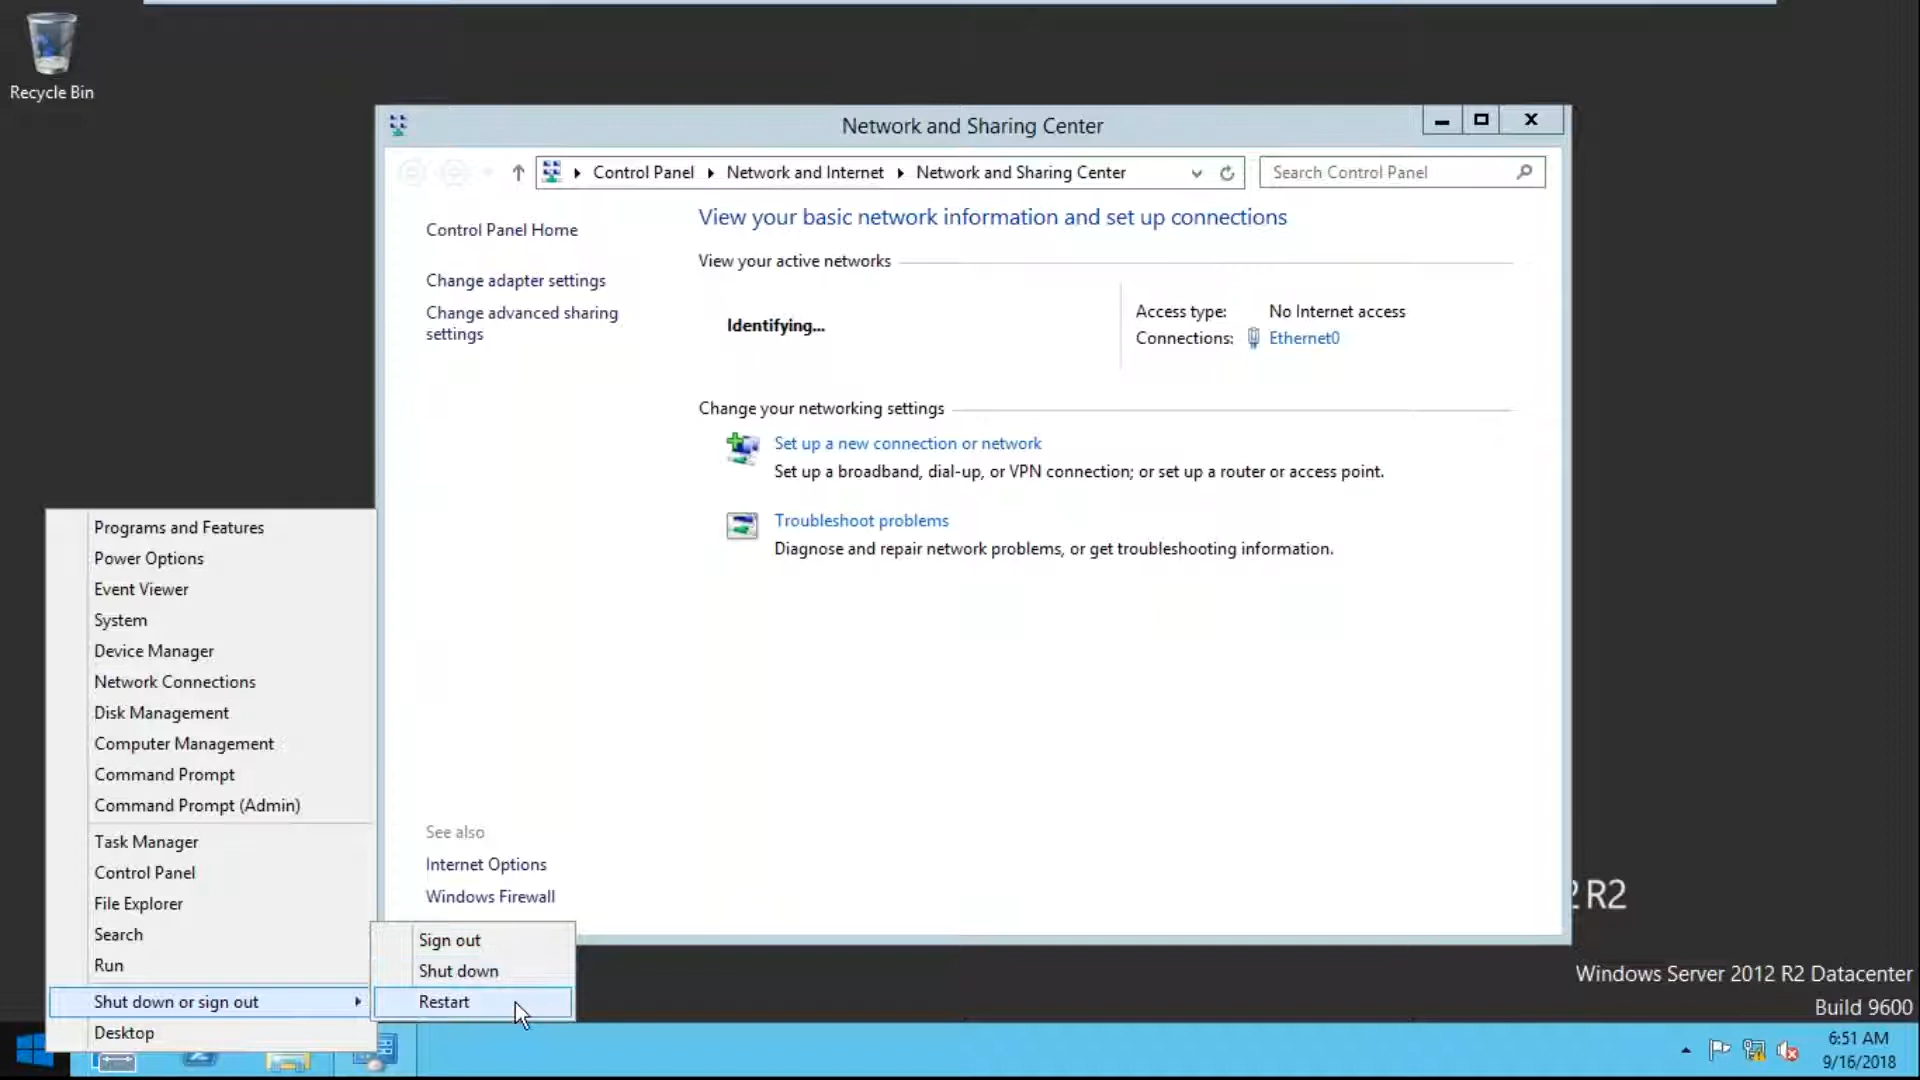 Recycle Bin
Network and Sharing Center
Control Panel
Network and Internet
Network and Sharing Center
Search Control Panel
Control Panel Home
Change adapter settings
Change advanced sharing
settings
View your basic network information and set up connections
View your active networks
Identifying...
Access type:
No Internet access
Connections:
Ethernet0
Change your networking settings
Set up a new connection or network
Set up a broadband, dial-up, or VPN connection; or set up a router or access point.
Troubleshoot problems
Diagnose and repair network problems, or get troubleshooting information.
See also
Internet Options
Windows Firewall
Programs and Features
Power Options
Event Viewer
System
Device Manager
Network Connections
Disk Management
Computer Management
Command Prompt
Command Prompt (Admin)
Task Manager
Control Panel
File Explorer
Search
Run
Shut down or sign out
Desktop
Sign out
Shut down
Restart
2 R2
Windows Server 2012 R2 Datacenter
Build 9600
6:51 AM
9/16/2018